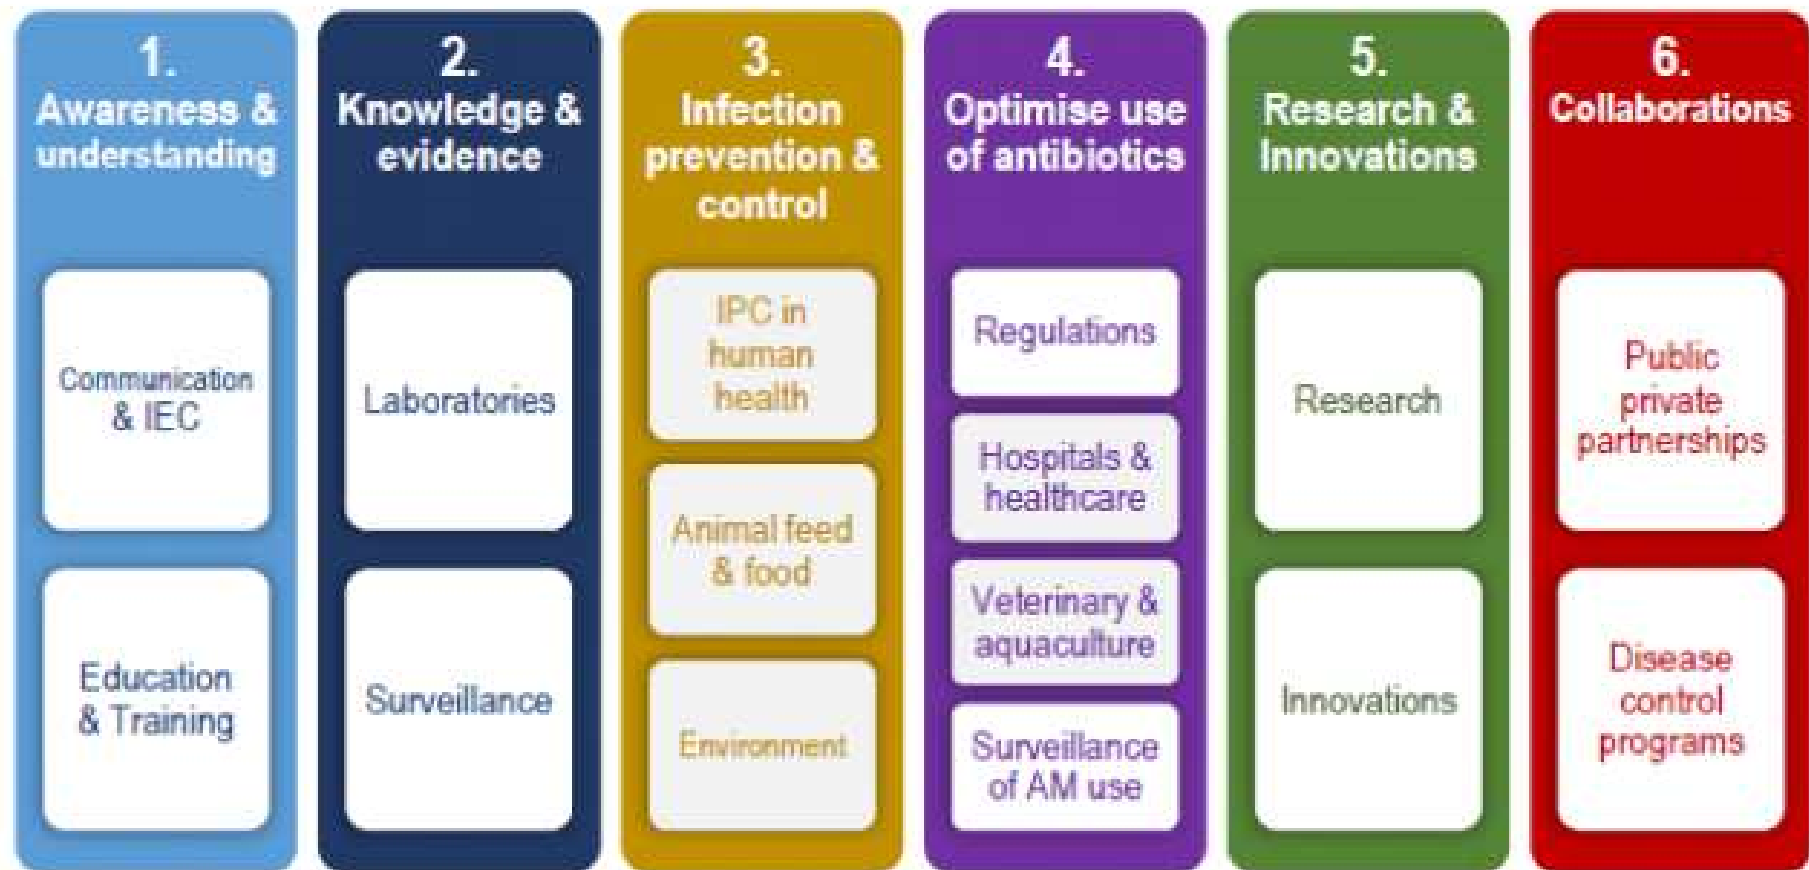 1.
Awareness &
understanding
Communication
& IEC
Education
& Training
2.
Knowledge &
evidence
Laboratories
Surveillance
3.
Infection
prevention &
control
IPC in
human
health
Animal feed
& food
Environment
4.
Optimise use
of antibiotics
Regulations
Hospitals &
healthcare
Veterinary &
aquaculture
Surveillance
of AM use
5.
Research &
Innovations
Research
Innovations
6.
Collaborations
Public
private
partnerships
Disease
control
programs